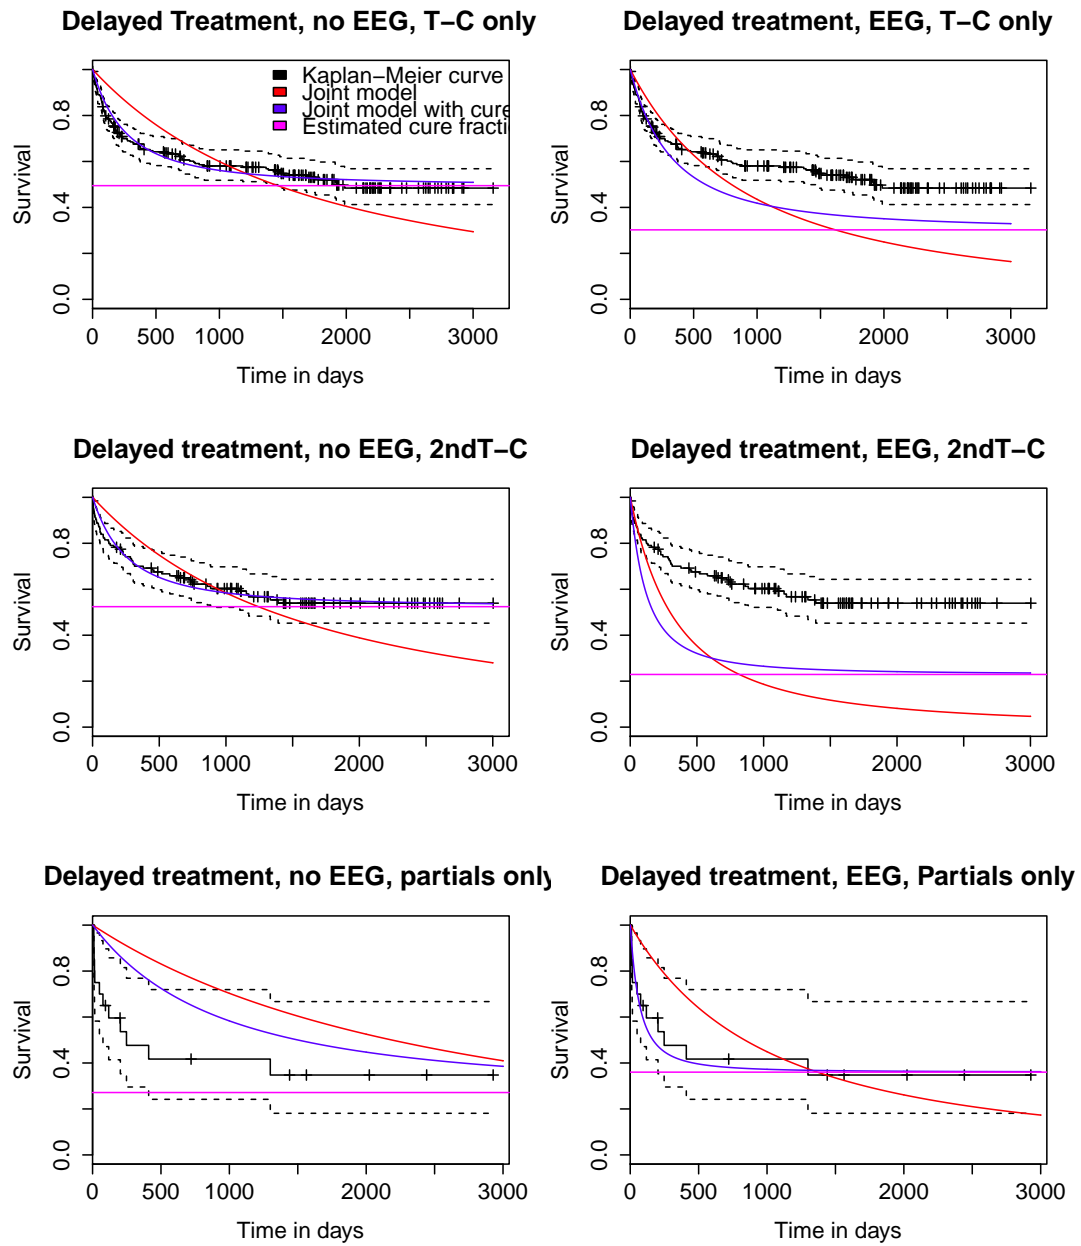 Delayed Treatment, no EEG, T−C only
Delayed treatment, EEG, T−C only
Kaplan−Meier curve
Joint model
Joint model with cure
Estimated cure fracti
Survival
0.0 0.4 0.8
0 500 1000 2000 3000
Time in days
Survival
0.0 0.4 0.8
0 500 1000 2000 3000
Time in days
Delayed treatment, no EEG, 2ndT−C
Delayed treatment, EEG, 2ndT−C
Survival
0.0 0.4 0.8
0 500 1000 2000 3000
Time in days
Survival
0.0 0.4 0.8
0 500 1000 2000 3000
Time in days
Delayed treatment, no EEG, partials only
Delayed treatment, EEG, Partials only
Survival
0.0 0.4 0.8
0 500 1000 2000 3000
Time in days
Survival
0.0 0.4 0.8
0 500 1000 2000 3000
Time in days